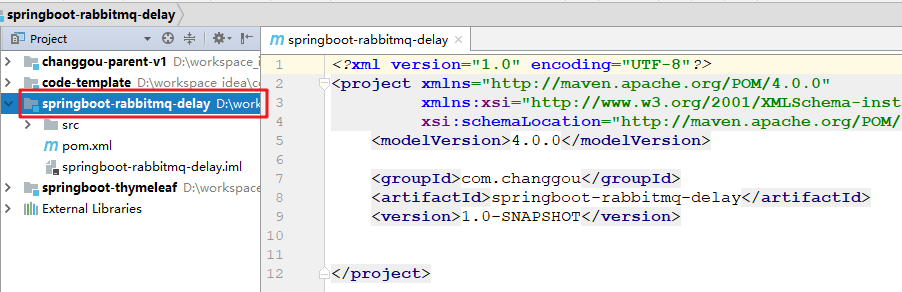 springboot-rabbitmq-delay
Project
changgou-parent-v1 D:\workspace_i
code-template D:\workspace idea\co
springboot-rabbitmq-delay D:\work
src
pom.xml
springboot-rabbitmq-delay.iml
springboot-thymeleaf D:\workspace
External Libraries
springboot-rabbitmq-delay
1 <?xml version="1.0" encoding="UTF-8"?>
2 <project xmlns="http://maven.apache.org/POM/4.0.0"
3 xmlns:xsi="http://www.w3.org/2001/XMLSchema-inst
4 xsi:schemaLocation="http://maven.apache.org/POM/
5 <modelVersion>4.0.0</modelVersion>
6
7 <groupId>com.changgou</groupId>
8 <artifactId>springboot-rabbitmq-delay</artifactId>
9 <version>1.0-SNAPSHOT</version>
10
11
12 </project>